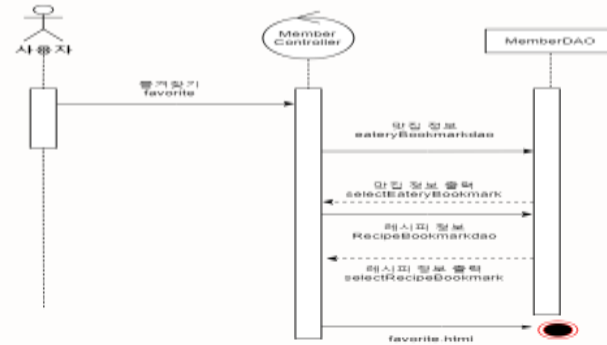 사용자
Member
Controller
MemberDAO
즐겨찾기
favorite
맛집 정보
eateryBookmarkdao
맛집 정보 출력
selectEateryBookmark
레시피 정보
RecipeBookmarkdao
레시피 정보 출력
selectRecipeBookmark
favorite.html